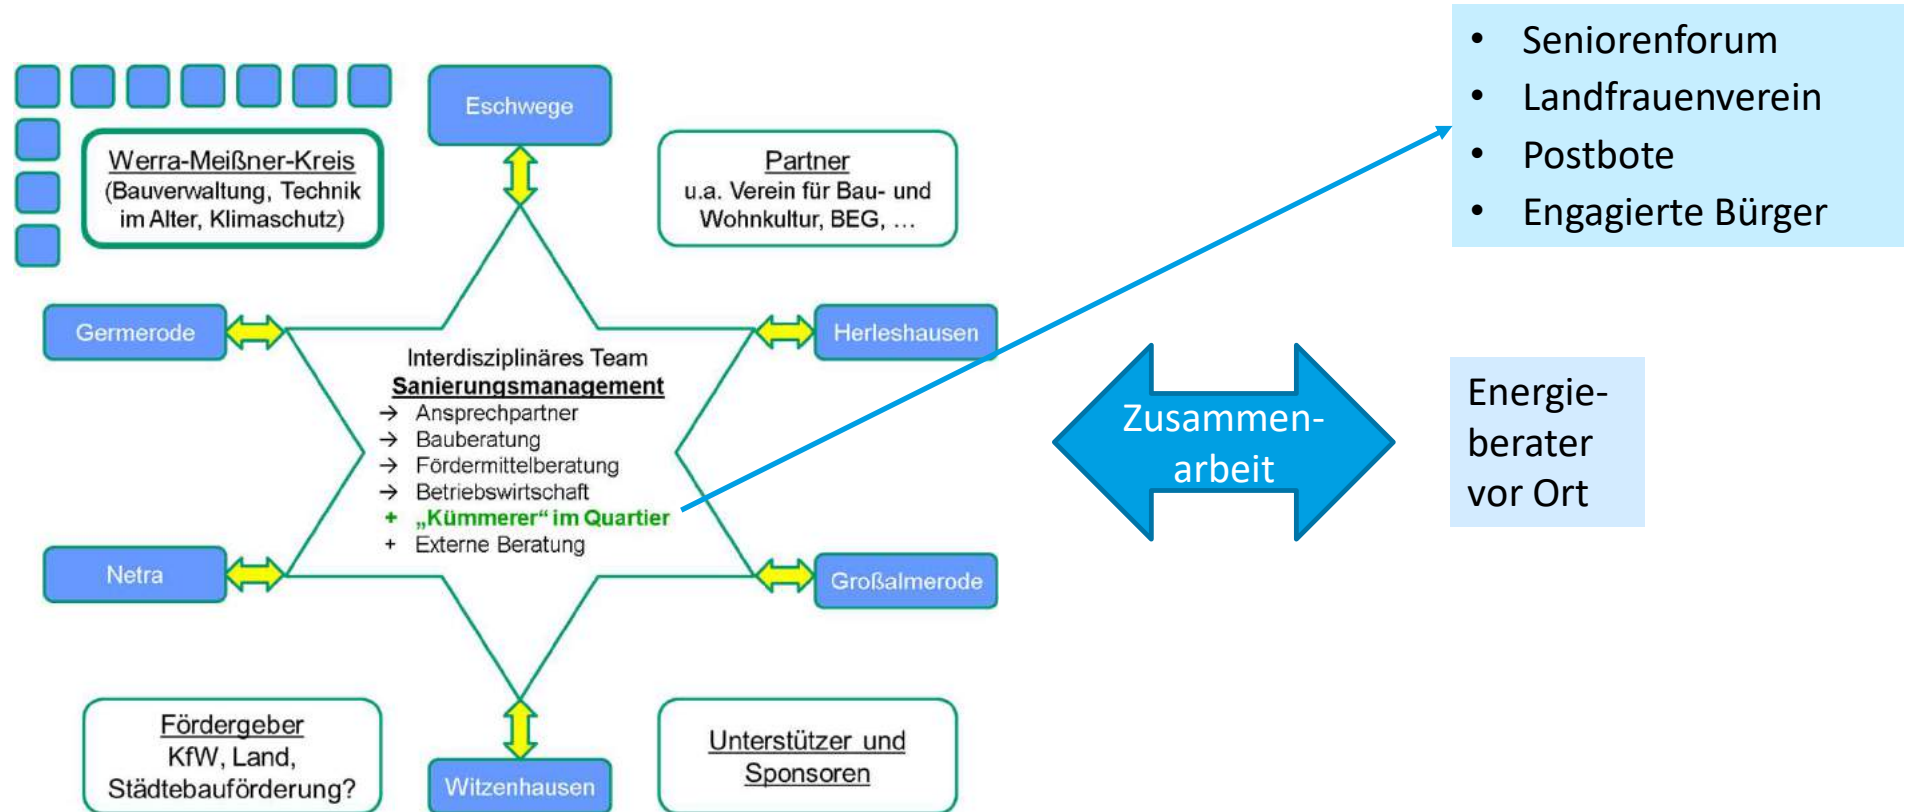 Eschwege
Werra-Meißner-Kreis
(Bauverwaltung, Technik
im Alter, Klimaschutz)
Partner
u.a. Verein für Bau- und
Wohnkultur, BEG, …
• Seniorenforum
• Landfrauenverein
• Postbote
• Engagierte Bürger
Germerode
Herleshausen
Interdisziplinäres Team
Sanierungsmanagement
→ Ansprechpartner
→ Bauberatung
→ Fördermittelberatung
→ Betriebswirtschaft
+ „Kümmerer“ im Quartier
+ Externe Beratung
Zusammen-
arbeit
Energie-
berater
vor Ort
Netra
Großalmerode
Fördergeber
KfW, Land,
Städtebauförderung?
Witzenhausen
Unterstützer und
Sponsoren